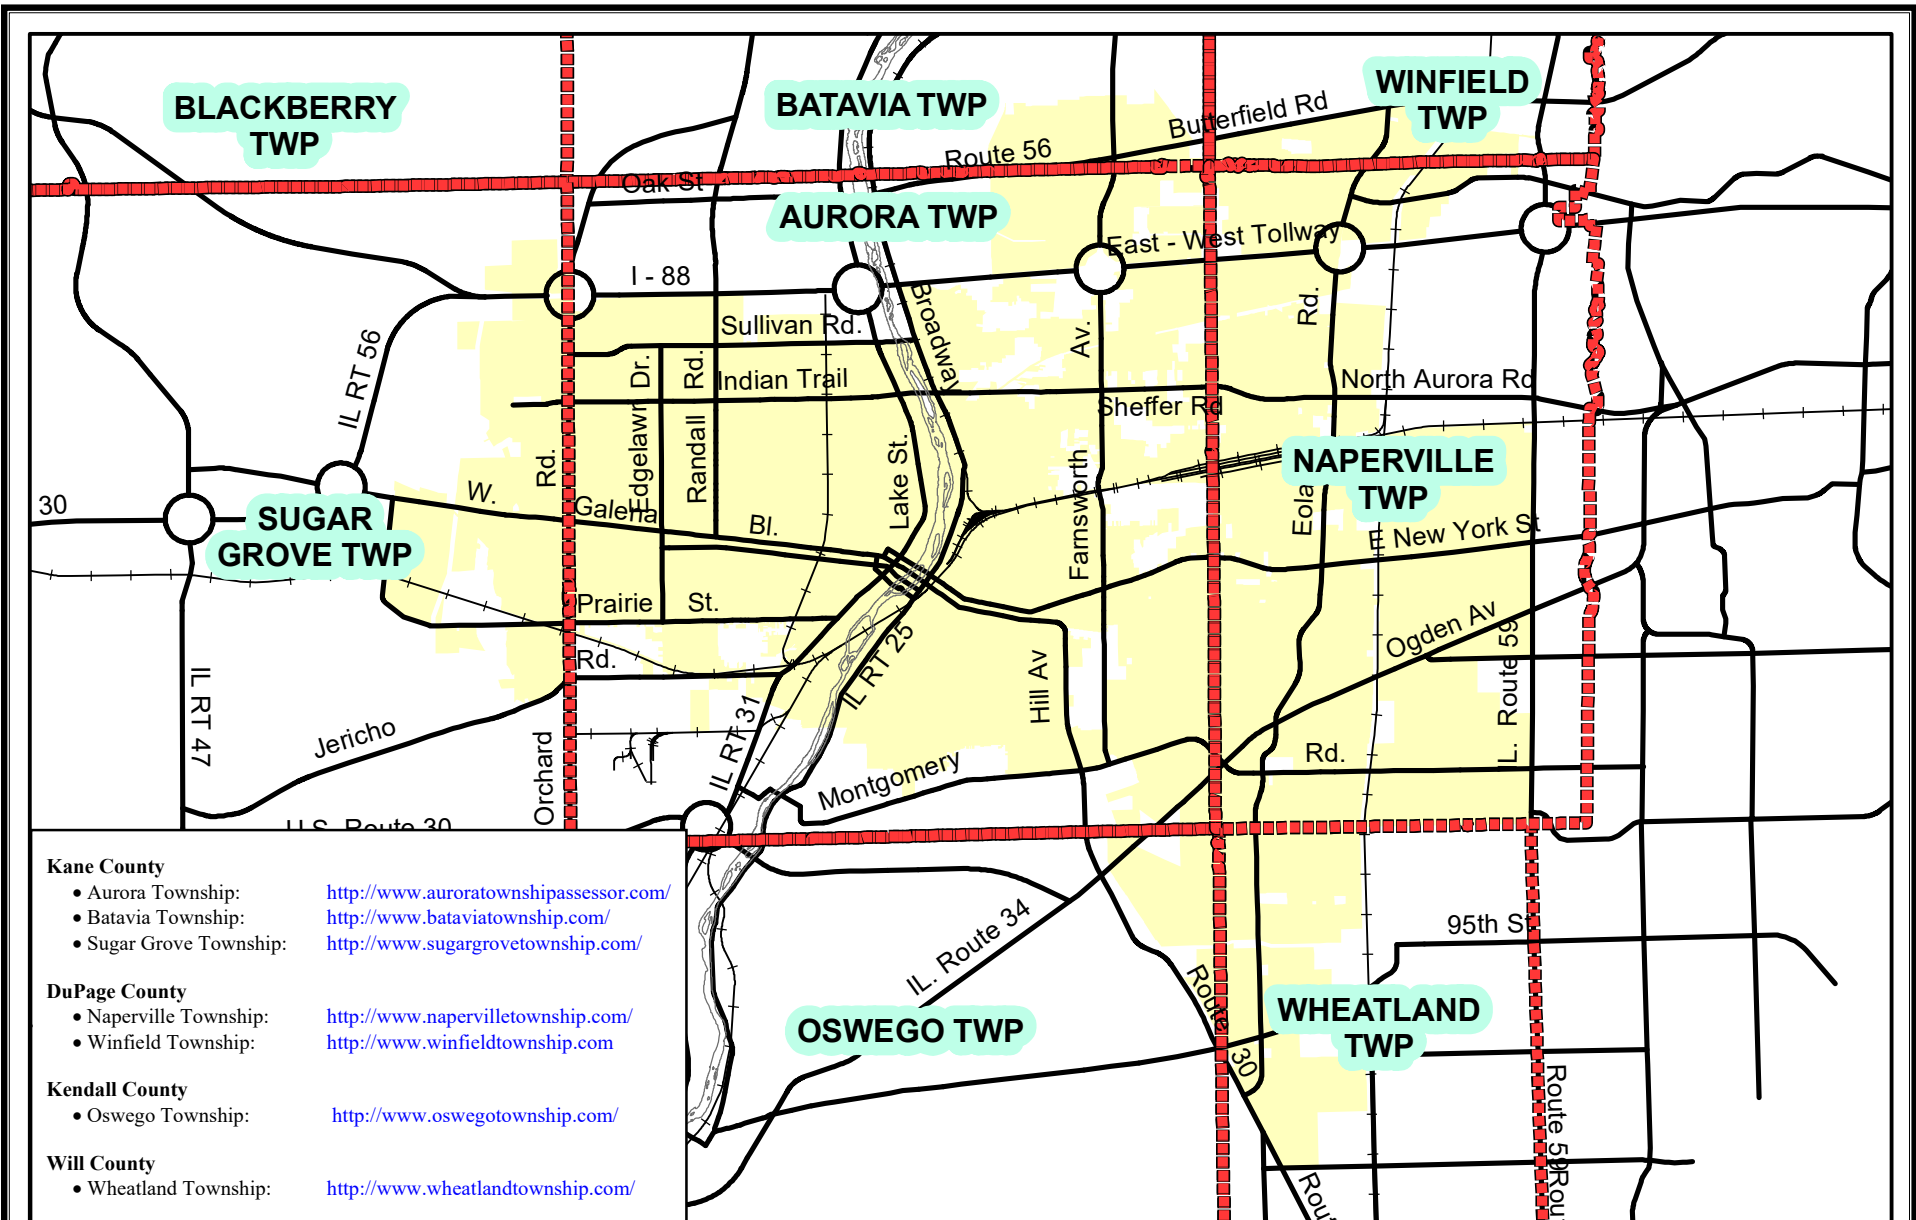 BLACKBERRY
TWP
BATAVIA TWP
WINFIELD
TWP
Butterfield Rd
Route 56
Oak St
AURORA TWP
East - West Tollway
I - 88
Broadway
Sullivan Rd.
Rd.
Av.
IL RT 56
Edgelawn Dr.
Randall Rd.
Indian Trail
North Aurora Rd
Sheffer Rd
Lake St.
Rd.
NAPERVILLE
TWP
Farnsworth
Eola
30
W.
Galena
Bl.
SUGAR
GROVE TWP
E New York St
Prairie St.
Ogden Av
IL RT 25
Rd.
IL. Route 59
Hill Av
IL RT 47
Jericho
IL RT 31
Orchard
Montgomery
Rd.
U.S. Route 30
Kane County
• Aurora Township: http://www.auroratownshipassessor.com/
• Batavia Township: http://www.bataviatownship.com/
• Sugar Grove Township: http://www.sugargrovetownship.com/
DuPage County
• Naperville Township: http://www.napervilletownship.com/
• Winfield Township: http://www.winfieldtownship.com
Kendall County
• Oswego Township: http://www.oswegotownship.com/
Will County
• Wheatland Township: http://www.wheatlandtownship.com/
IL. Route 34
95th St
Route
30
OSWEGO TWP
WHEATLAND
TWP
Route 59